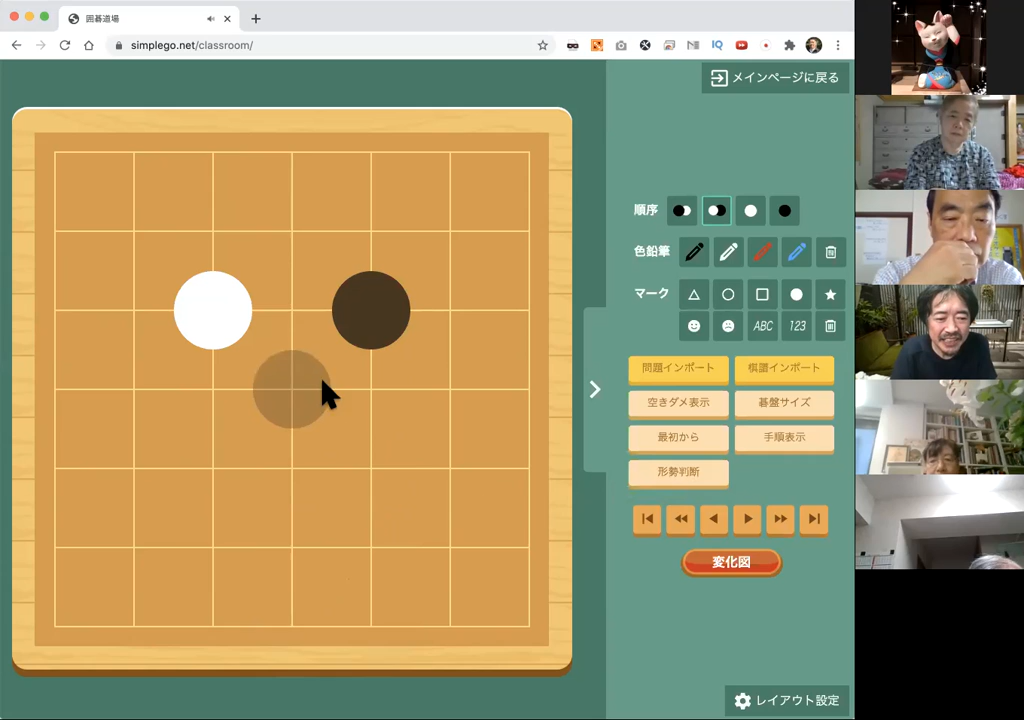 囲碁道場
simplego.net/classroom/
IQ
メインページに戻る
順序
色鉛筆
マーク
ABC 123
問題インポート 棋譜インポート
空きダメ表示 碁盤サイズ
最初から 手順表示
形勢判断
変化図
レイアウト設定